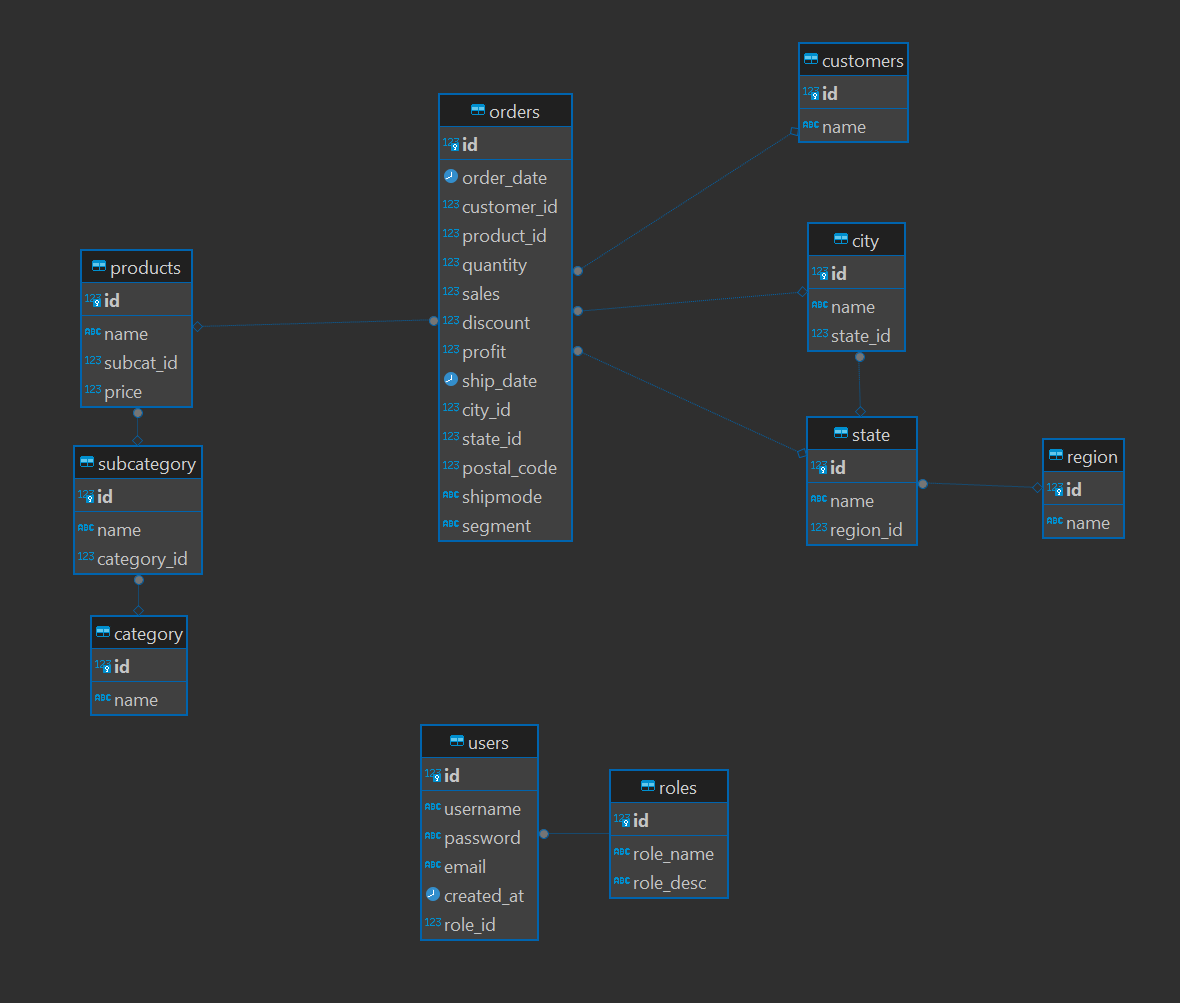 customers
123 id
ABC name
orders
123 id
order_date
123 customer_id
123 product_id
123 quantity
123 sales
123 discount
123 profit
ship_date
123 city_id
123 state_id
123 postal_code
ABC shipmode
ABC segment
city
123 id
ABC name
123 state_id
products
123 id
ABC name
123 subcat_id
123 price
state
123 id
ABC name
123 region_id
region
123 id
ABC name
subcategory
123 id
ABC name
123 category_id
category
123 id
ABC name
users
123 id
ABC username
ABC password
ABC email
created_at
123 role_id
roles
123 id
ABC role_name
ABC role_desc